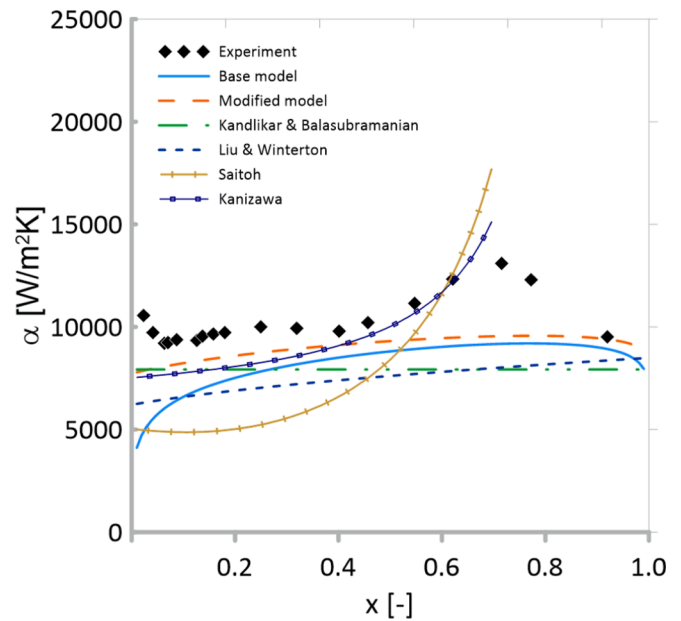 25000
20000
15000
10000
5000
0
α [W/m²K]
Experiment
Base model
Modified model
Kandlikar & Balasubramanian
Liu & Winterton
Saitoh
Kanizawa
0.2 0.4 0.6 0.8 1.0
x [-]